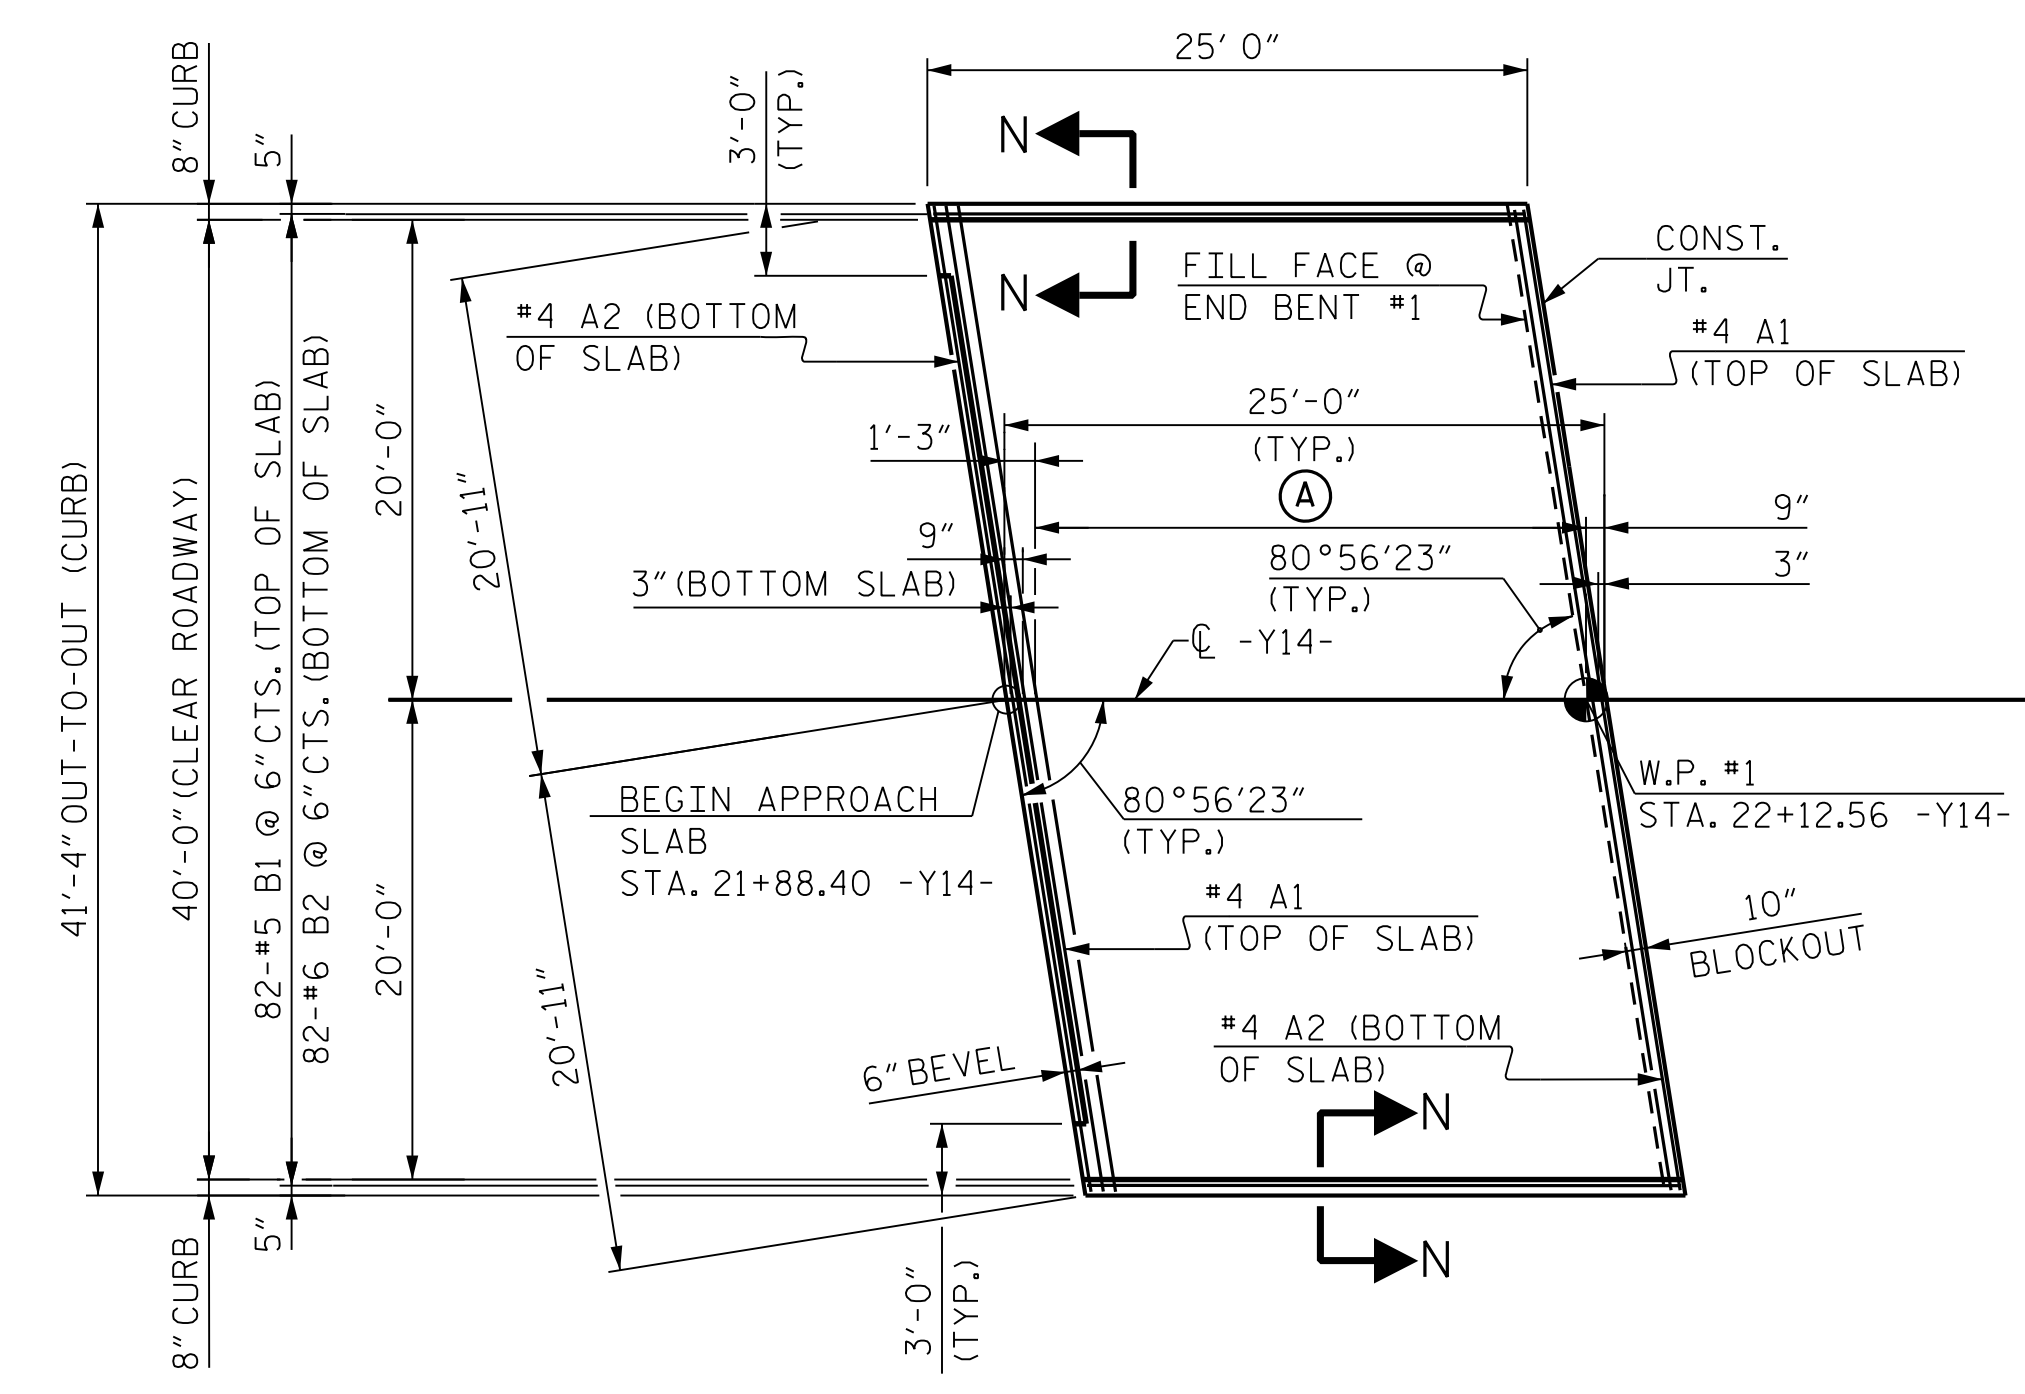 25' 0"
8" CURB
5"
3'-0"
(TYP.)
N
N
FILL FACE @
END BENT #1
CONST.
JT.
#4 A2 (BOTTOM
OF SLAB)
#4 A1
(TOP OF SLAB)
25'-0"
(TYP.)
A
1'-3"
9"
9"
3" (BOTTOM SLAB)
80°56'23"
(TYP.)
3"
℄ -Y14-
41'-4" OUT-TO-OUT (CURB)
40'-0" (CLEAR ROADWAY)
82-#5 B1 @ 6" CTS. (TOP OF SLAB)
82-#6 B2 @ 6" CTS. (BOTTOM OF SLAB)
20'-0"
20'-0"
20'-11"
20'-11"
BEGIN APPROACH
SLAB
STA. 21+88.40 -Y14-
80°56'23"
(TYP.)
W.P. #1
STA. 22+12.56 -Y14-
#4 A1
(TOP OF SLAB)
10"
BLOCKOUT
#4 A2 (BOTTOM
OF SLAB)
6" BEVEL
N
N
5"
8" CURB
3'-0"
(TYP.)